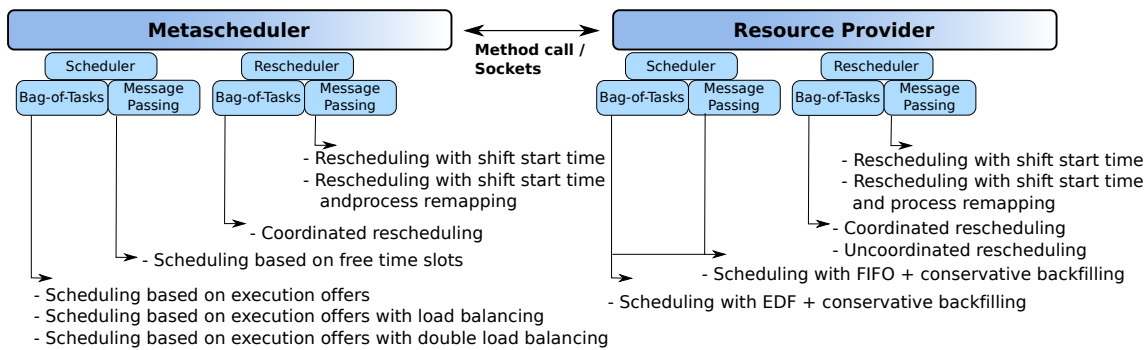 Metascheduler
Method call /
Sockets
Resource Provider
Scheduler
Rescheduler
Bag-of-Tasks
Message
Passing
Bag-of-Tasks
Message
Passing
Scheduler
Rescheduler
Bag-of-Tasks
Message
Passing
Bag-of-Tasks
Message
Passing
- Rescheduling with shift start time
- Rescheduling with shift start time
andprocess remapping
- Coordinated rescheduling
- Scheduling based on free time slots
- Scheduling based on execution offers
- Scheduling based on execution offers with load balancing
- Scheduling based on execution offers with double load balancing
- Rescheduling with shift start time
- Rescheduling with shift start time
and process remapping
- Coordinated rescheduling
- Uncoordinated rescheduling
- Scheduling with FIFO + conservative backfilling
- Scheduling with EDF + conservative backfilling